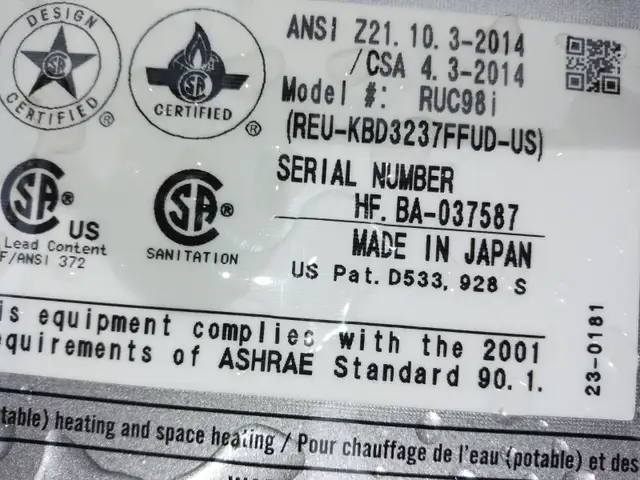 DESIGN
CERTIFIED
®
CERTIFIED
®
ANSI Z21.10.3-2014
/CSA 4.3-2014
Model #: RUC98i
(REU-KBD3237FFUD-US)
SERIAL NUMBER
HF.BA-037587
MADE IN JAPAN
US Pat. D533,928 S
SA ® US
Lead Content
F/ANSI 372
SA ®
SANITATION
is equipment complies with the 2001
equirements of ASHRAE Standard 90.1.
23-0181
table) heating and space heating / Pour chauffage de l'eau (potable) et des